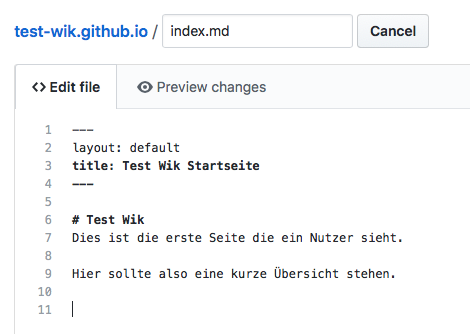 test-wik.github.io / index.md Cancel
<> Edit file Preview changes
1 ---
2 layout: default
3 title: Test Wik Startseite
4 ---
5
6 # Test Wik
7 Dies ist die erste Seite die ein Nutzer sieht.
8
9 Hier sollte also eine kurze Übersicht stehen.
10
11